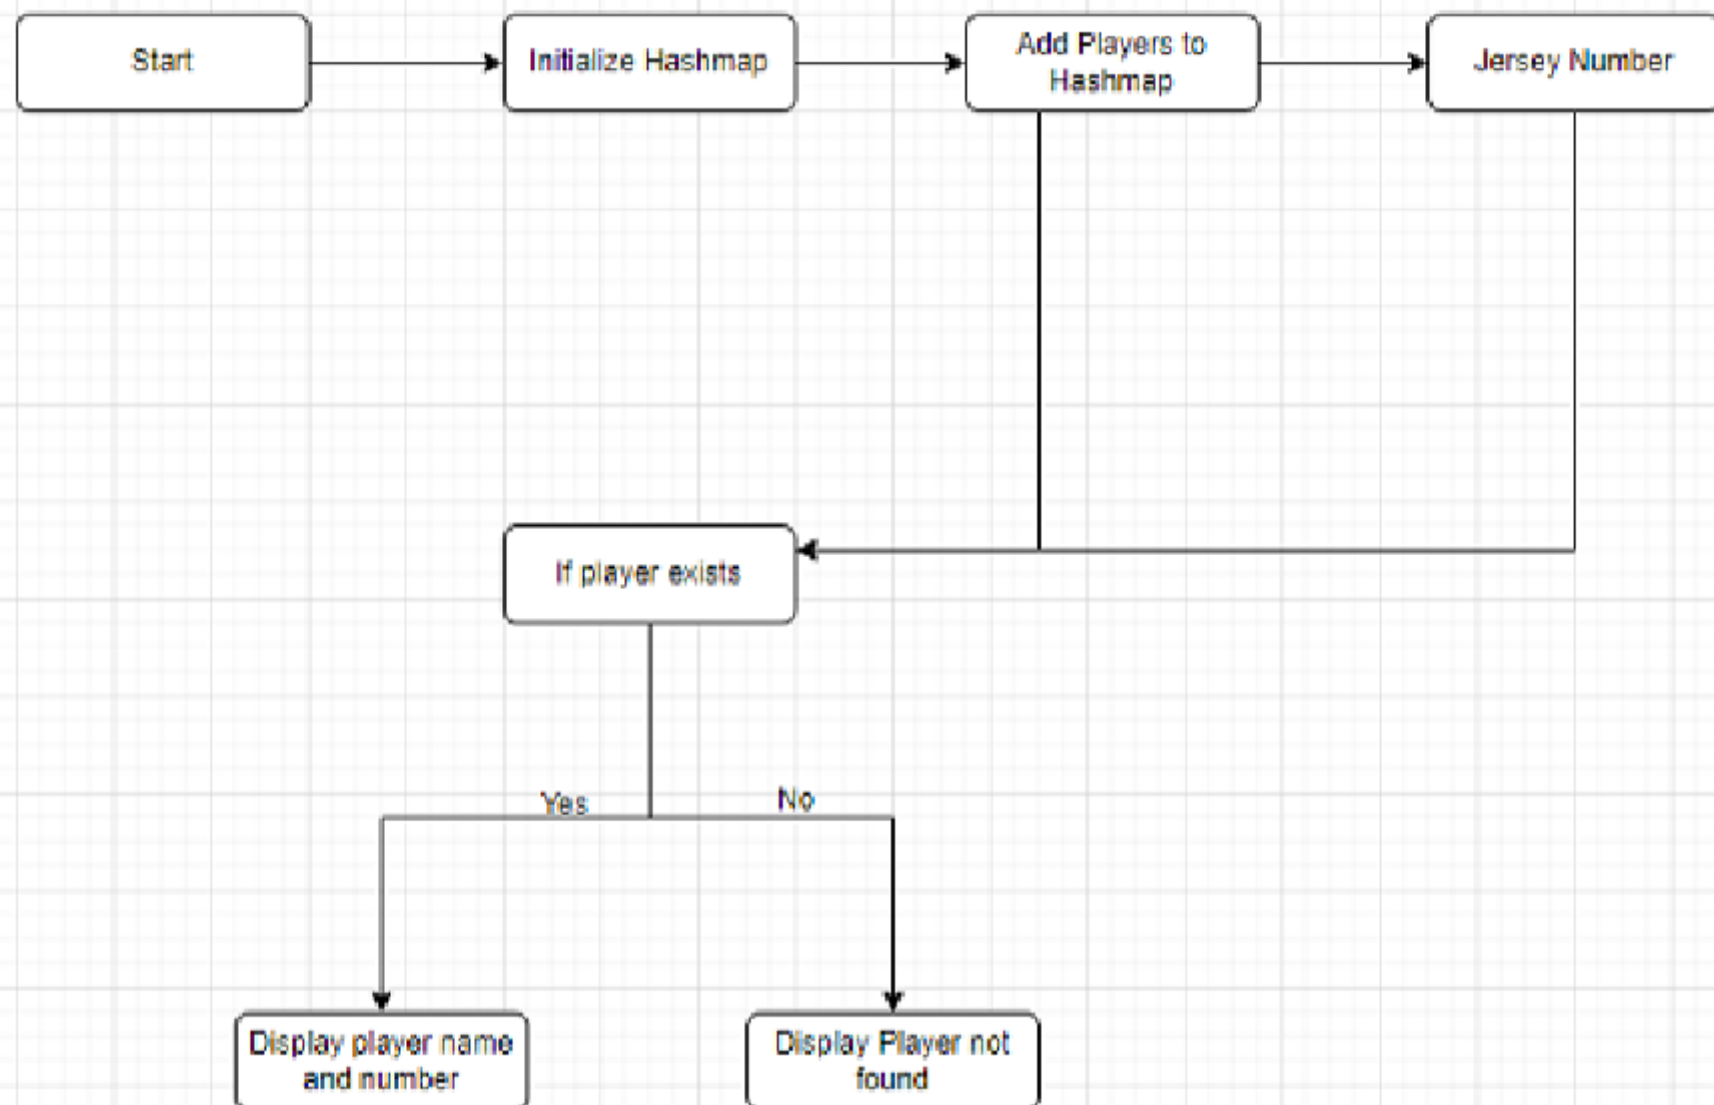 Start
Initialize Hashmap
Add Players to
Hashmap
Jersey Number
If player exists
Yes
No
Display player name
and number
Display Player not
found